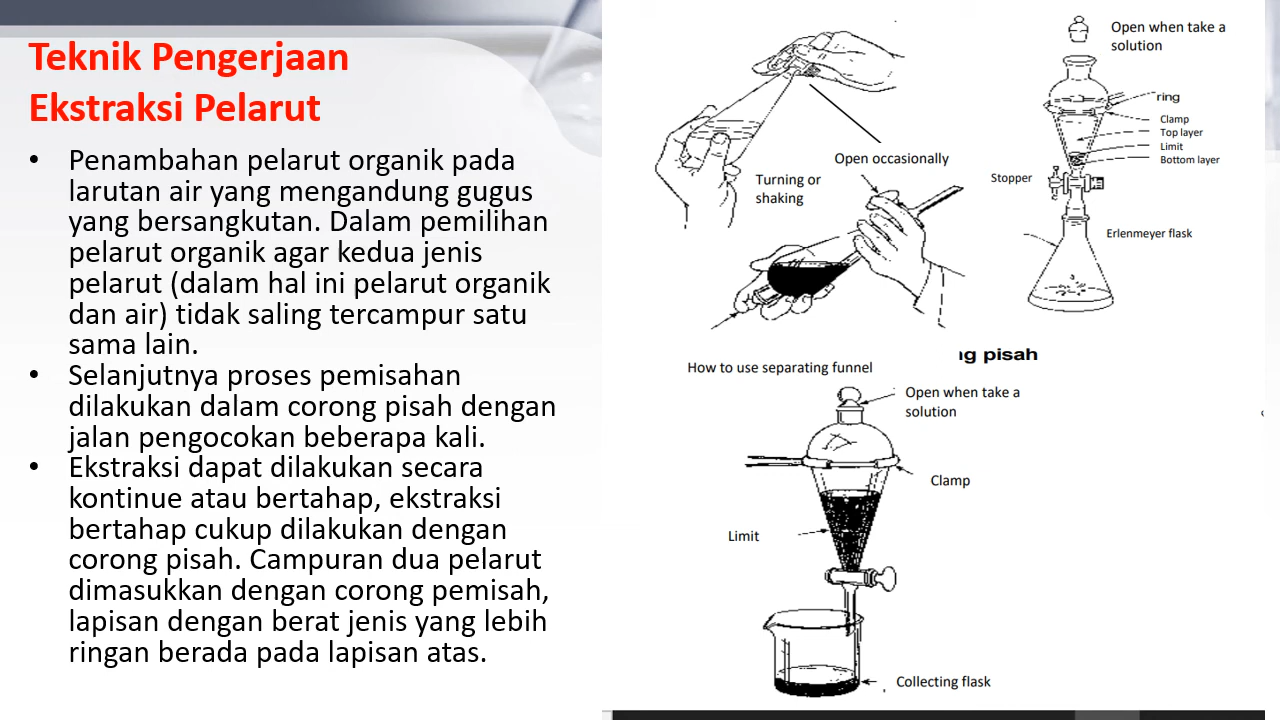 Teknik Pengerjaan
Ekstraksi Pelarut
• Penambahan pelarut organik pada
larutan air yang mengandung gugus
yang bersangkutan. Dalam pemilihan
pelarut organik agar kedua jenis
pelarut (dalam hal ini pelarut organik
dan air) tidak saling tercampur satu
sama lain.
• Selanjutnya proses pemisahan
dilakukan dalam corong pisah dengan
jalan pengocokan beberapa kali.
• Ekstraksi dapat dilakukan secara
kontinue atau bertahap, ekstraksi
bertahap cukup dilakukan dengan
corong pisah. Campuran dua pelarut
dimasukkan dengan corong pemisah,
lapisan dengan berat jenis yang lebih
ringan berada pada lapisan atas.
Open when take a
solution
ring
Clamp
Top layer
Limit
Bottom layer
Stopper
Erlenmeyer flask
Open occasionally
Turning or
shaking
pisah
How to use separating funnel
Open when take a
solution
Clamp
Limit
Collecting flask